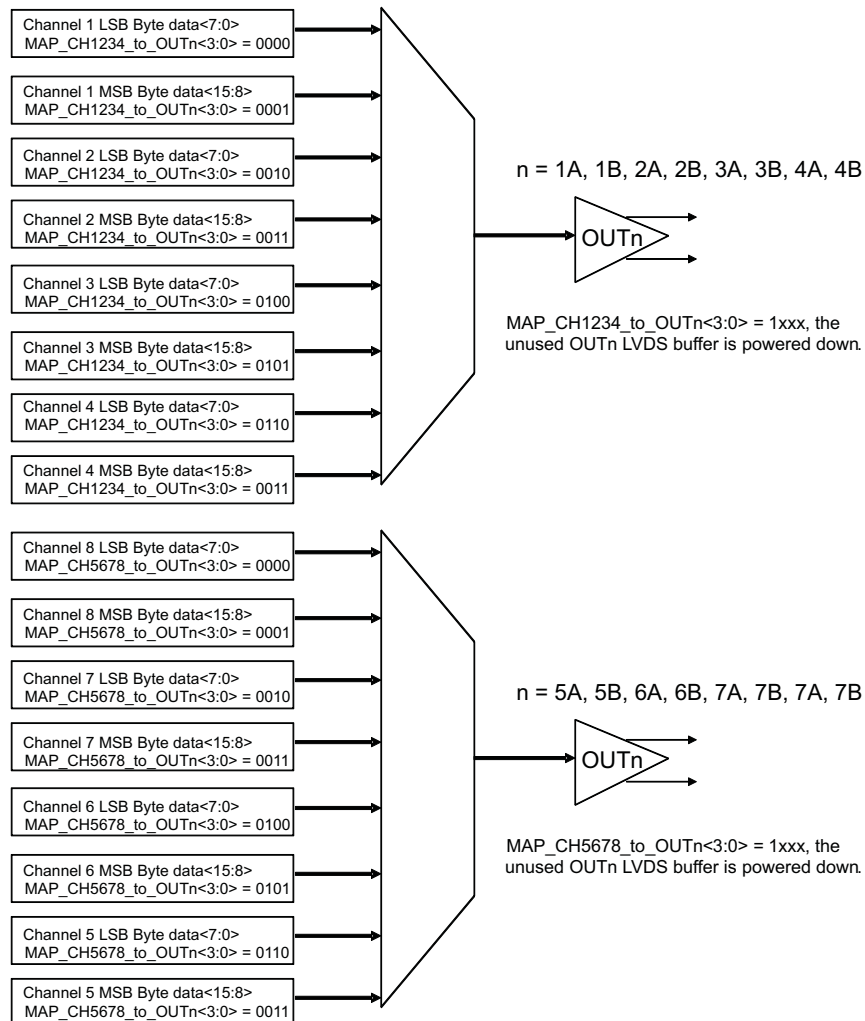 Channel 1 LSB Byte data<7:0>
MAP_CH1234_to_OUTn<3:0> = 0000
Channel 1 MSB Byte data<15:8>
MAP_CH1234_to_OUTn<3:0> = 0001
Channel 2 LSB Byte data<7:0>
MAP_CH1234_to_OUTn<3:0> = 0010
Channel 2 MSB Byte data<15:8>
MAP_CH1234_to_OUTn<3:0> = 0011
Channel 3 LSB Byte data<7:0>
MAP_CH1234_to_OUTn<3:0> = 0100
Channel 3 MSB Byte data<15:8>
MAP_CH1234_to_OUTn<3:0> = 0101
Channel 4 LSB Byte data<7:0>
MAP_CH1234_to_OUTn<3:0> = 0110
Channel 4 MSB Byte data<15:8>
MAP_CH1234_to_OUTn<3:0> = 0011
n = 1A, 1B, 2A, 2B, 3A, 3B, 4A, 4B
OUTn
MAP_CH1234_to_OUTn<3:0> = 1xxx, the
unused OUTn LVDS buffer is powered down.
Channel 8 LSB Byte data<7:0>
MAP_CH5678_to_OUTn<3:0> = 0000
Channel 8 MSB Byte data<15:8>
MAP_CH5678_to_OUTn<3:0> = 0001
Channel 7 LSB Byte data<7:0>
MAP_CH5678_to_OUTn<3:0> = 0010
Channel 7 MSB Byte data<15:8>
MAP_CH5678_to_OUTn<3:0> = 0011
Channel 6 LSB Byte data<7:0>
MAP_CH5678_to_OUTn<3:0> = 0100
Channel 6 MSB Byte data<15:8>
MAP_CH5678_to_OUTn<3:0> = 0101
Channel 5 LSB Byte data<7:0>
MAP_CH5678_to_OUTn<3:0> = 0110
Channel 5 MSB Byte data<15:8>
MAP_CH5678_to_OUTn<3:0> = 0011
n = 5A, 5B, 6A, 6B, 7A, 7B, 7A, 7B
OUTn
MAP_CH5678_to_OUTn<3:0> = 1xxx, the
unused OUTn LVDS buffer is powered down.